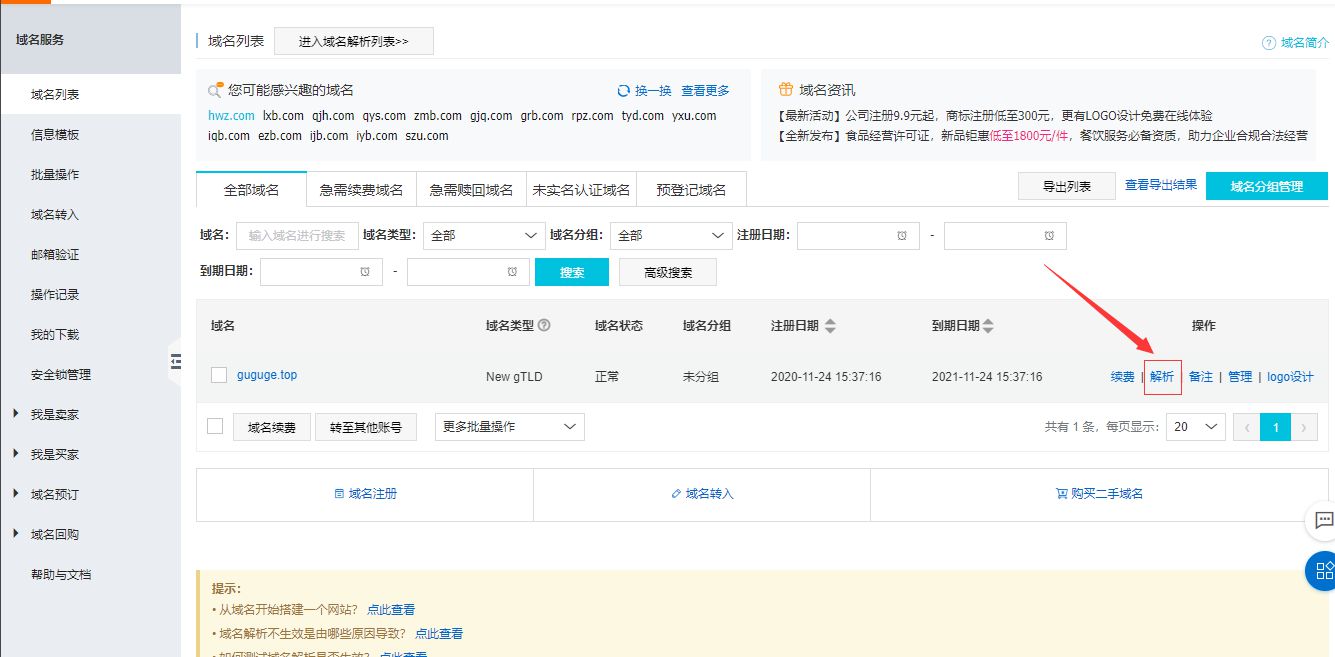 域名服务
域名列表
信息模板
批量操作
域名转入
邮箱验证
操作记录
我的下载
安全锁管理
我是卖家
我是买家
域名预订
域名回购
帮助与文档
域名列表 进入域名解析列表>> 域名简介
您可能感兴趣的域名 换一换 查看更多
hwz.com lxb.com qjh.com qys.com zmb.com gjq.com grb.com rpz.com tyd.com yxu.com
iqb.com ezb.com ijb.com iyb.com szu.com
域名资讯
【最新活动】公司注册9.9元起，商标注册低至300元，更有LOGO设计免费在线体验
【全新发布】食品经营许可证，新品钜惠低至1800元/件，餐饮服务必备资质，助力企业合规合法经营
全部域名 急需续费域名 急需赎回域名 未实名认证域名 预登记域名 导出列表 查看导出结果 域名分组管理
域名： 输入域名进行搜索 域名类型： 全部 域名分组： 全部 注册日期： -
到期日期： - 搜索 高级搜索
域名 域名类型 域名状态 域名分组 注册日期 到期日期 操作
guguge.top New gTLD 正常 未分组 2020-11-24 15:37:16 2021-11-24 15:37:16 续费 | 解析 | 备注 | 管理 | logo设计
域名续费 转至其他账号 更多批量操作 共有 1 条，每页显示： 20 ‹ 1 ›
域名注册 域名转入 购买二手域名
提示：
• 从域名开始搭建一个网站？ 点此查看
• 域名解析不生效是由哪些原因导致？ 点此查看
• 如何测试域名解析是否生效？ 点此查看